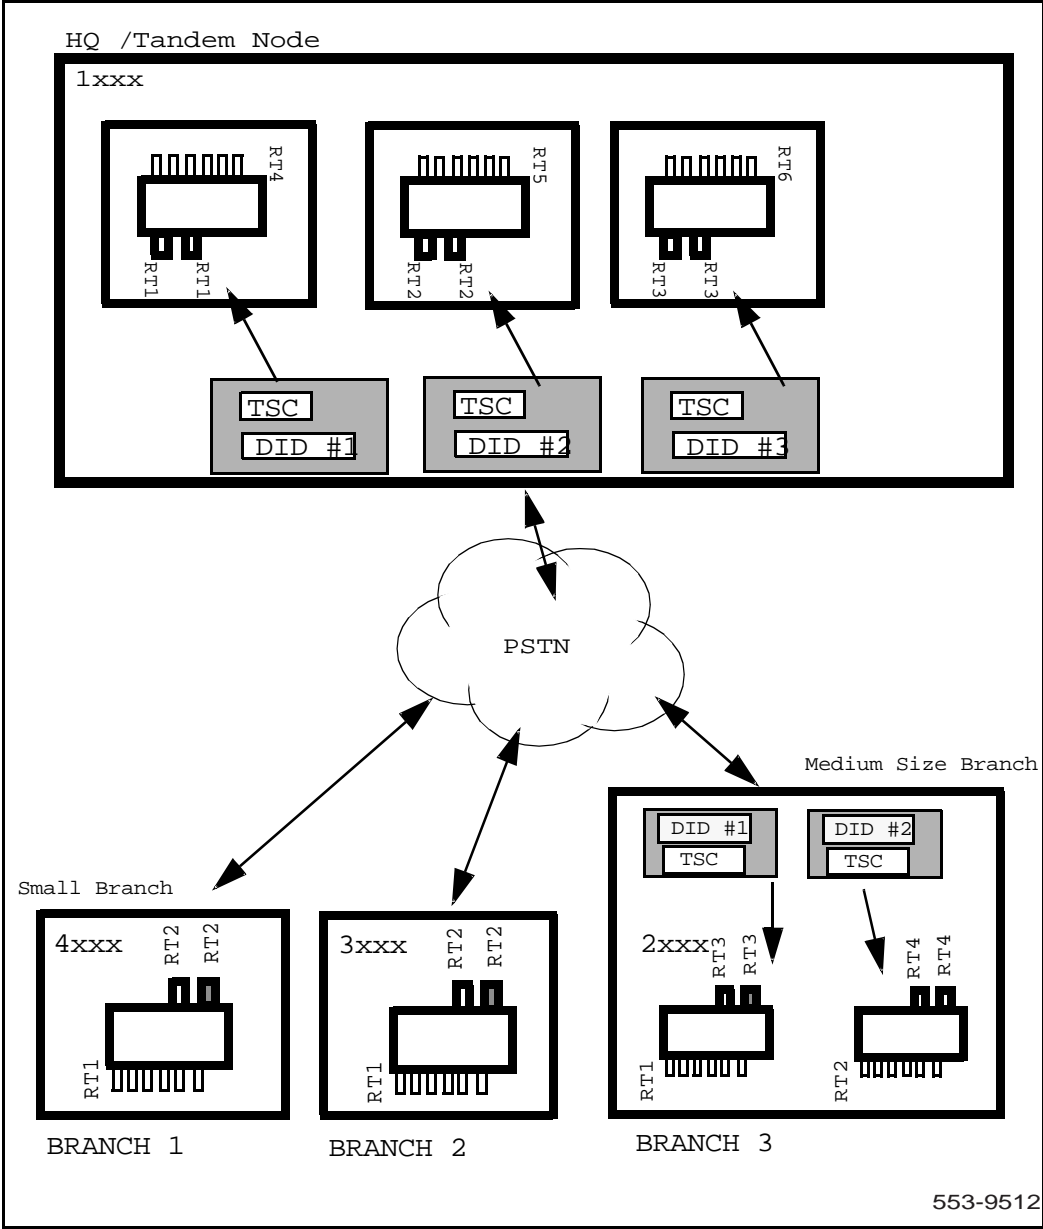 HQ /Tandem Node
1xxx
RT4
RT5
RT6
RT1
RT1
RT2
RT2
RT3
RT3
TSC
DID #1
TSC
DID #2
TSC
DID #3
PSTN
Medium Size Branch
DID #1
TSC
DID #2
TSC
Small Branch
4xxx
RT2
RT2
RT1
3xxx
RT2
RT2
RT1
2xxx
RT3
RT3
RT1
RT4
RT4
RT2
BRANCH 1
BRANCH 2
BRANCH 3
553-9512